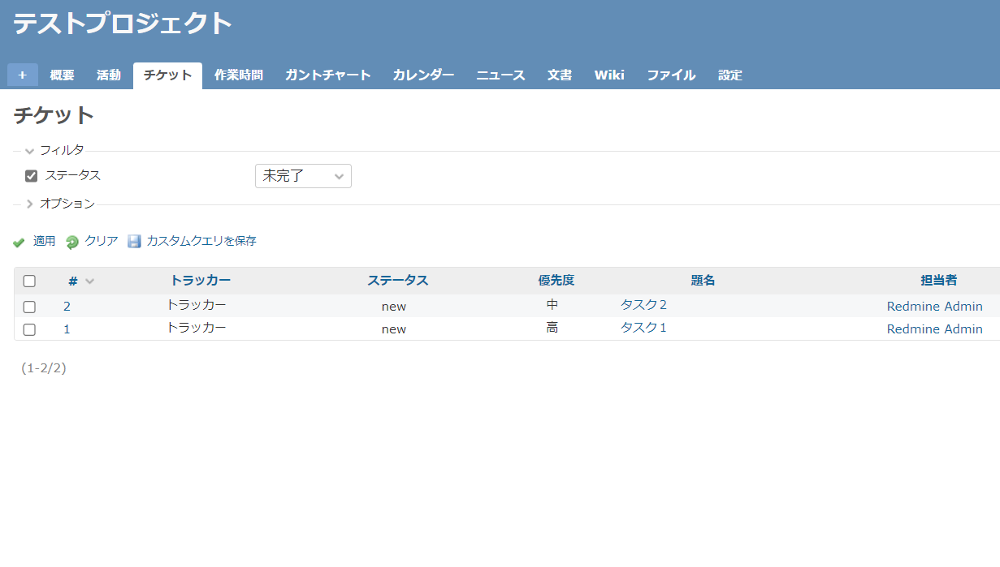 テストプロジェクト
+ 概要 活動 チケット 作業時間 ガントチャート カレンダー ニュース 文書 Wiki ファイル 設定
チケット
フィルタ
ステータス 未完了
オプション
適用 クリア カスタムクエリを保存
# トラッカー ステータス 優先度 題名 担当者
2 トラッカー new 中 タスク２ Redmine Admin
1 トラッカー new 高 タスク１ Redmine Admin
(1-2/2)